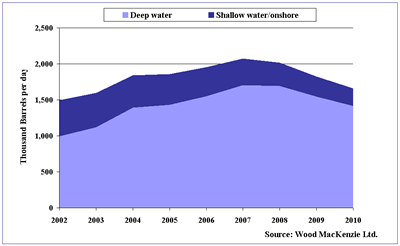 Deep water
Shallow water/onshore
Thousand Barrels per day
2,500
2,000
1,500
1,000
500
0
2002 2003 2004 2005 2006 2007 2008 2009 2010
Source: Wood MacKenzie Ltd.